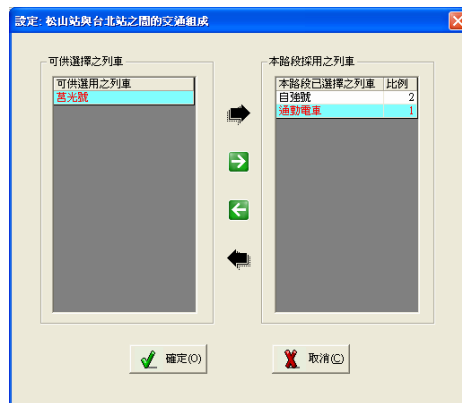 設定: 松山站與台北站之間的交通組成
可供選擇之列車
可供選用之列車
莒光號
本路段採用之列車
本路段已選擇之列車 比例
自強號 2
通勤電車 1
確定(O)
取消(C)